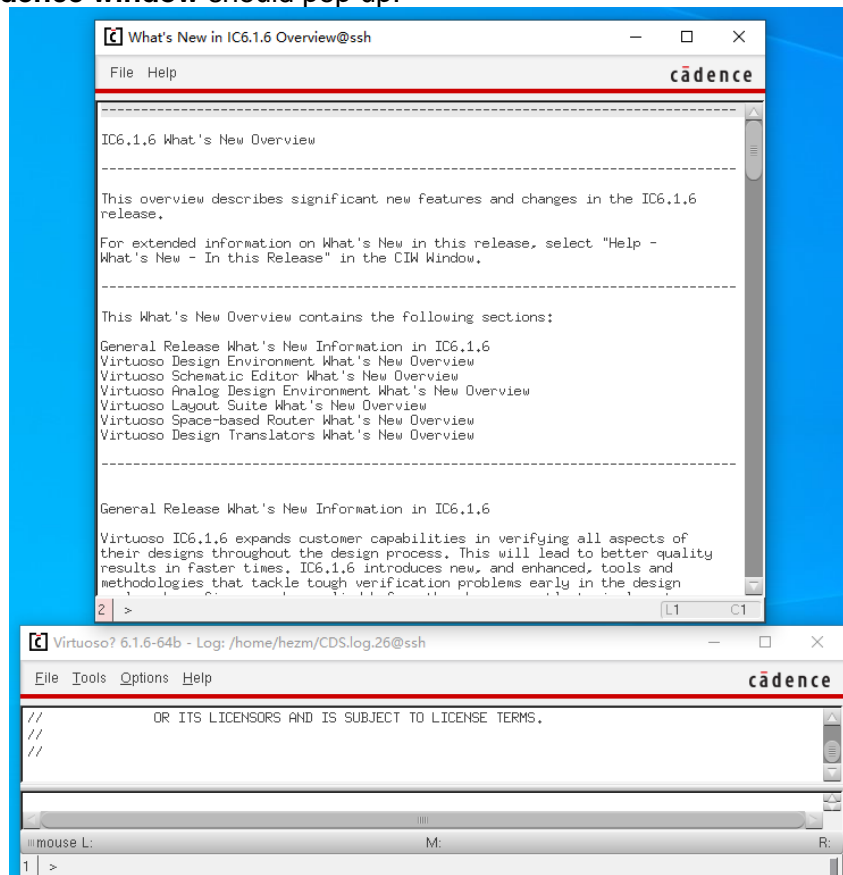 dence window should pop up.
What's New in IC6.1.6 Overview@ssh
File Help
cādence
--------------------------------------------------------------------------------
IC6.1.6 What's New Overview
--------------------------------------------------------------------------------
This overview describes significant new features and changes in the IC6.1.6
release.
For extended information on What's New in this release, select "Help -
What's New - In this Release" in the CIW Window.
--------------------------------------------------------------------------------
This What's New Overview contains the following sections:
General Release What's New Information in IC6.1.6
Virtuoso Design Environment What's New Overview
Virtuoso Schematic Editor What's New Overview
Virtuoso Analog Design Environment What's New Overview
Virtuoso Layout Suite What's New Overview
Virtuoso Space-based Router What's New Overview
Virtuoso Design Translators What's New Overview
--------------------------------------------------------------------------------
General Release What's New Information in IC6.1.6
Virtuoso IC6.1.6 expands customer capabilities in verifying all aspects of
their designs throughout the design process. This will lead to better quality
results in faster times. IC6.1.6 introduces new, and enhanced, tools and
methodologies that tackle tough verification problems early in the design
2 >
L1 C1
Virtuoso? 6.1.6-64b - Log: /home/hezm/CDS.log.26@ssh
File Tools Options Help
cādence
// OR ITS LICENSORS AND IS SUBJECT TO LICENSE TERMS.
//
//
mouse L: M: R:
1 >